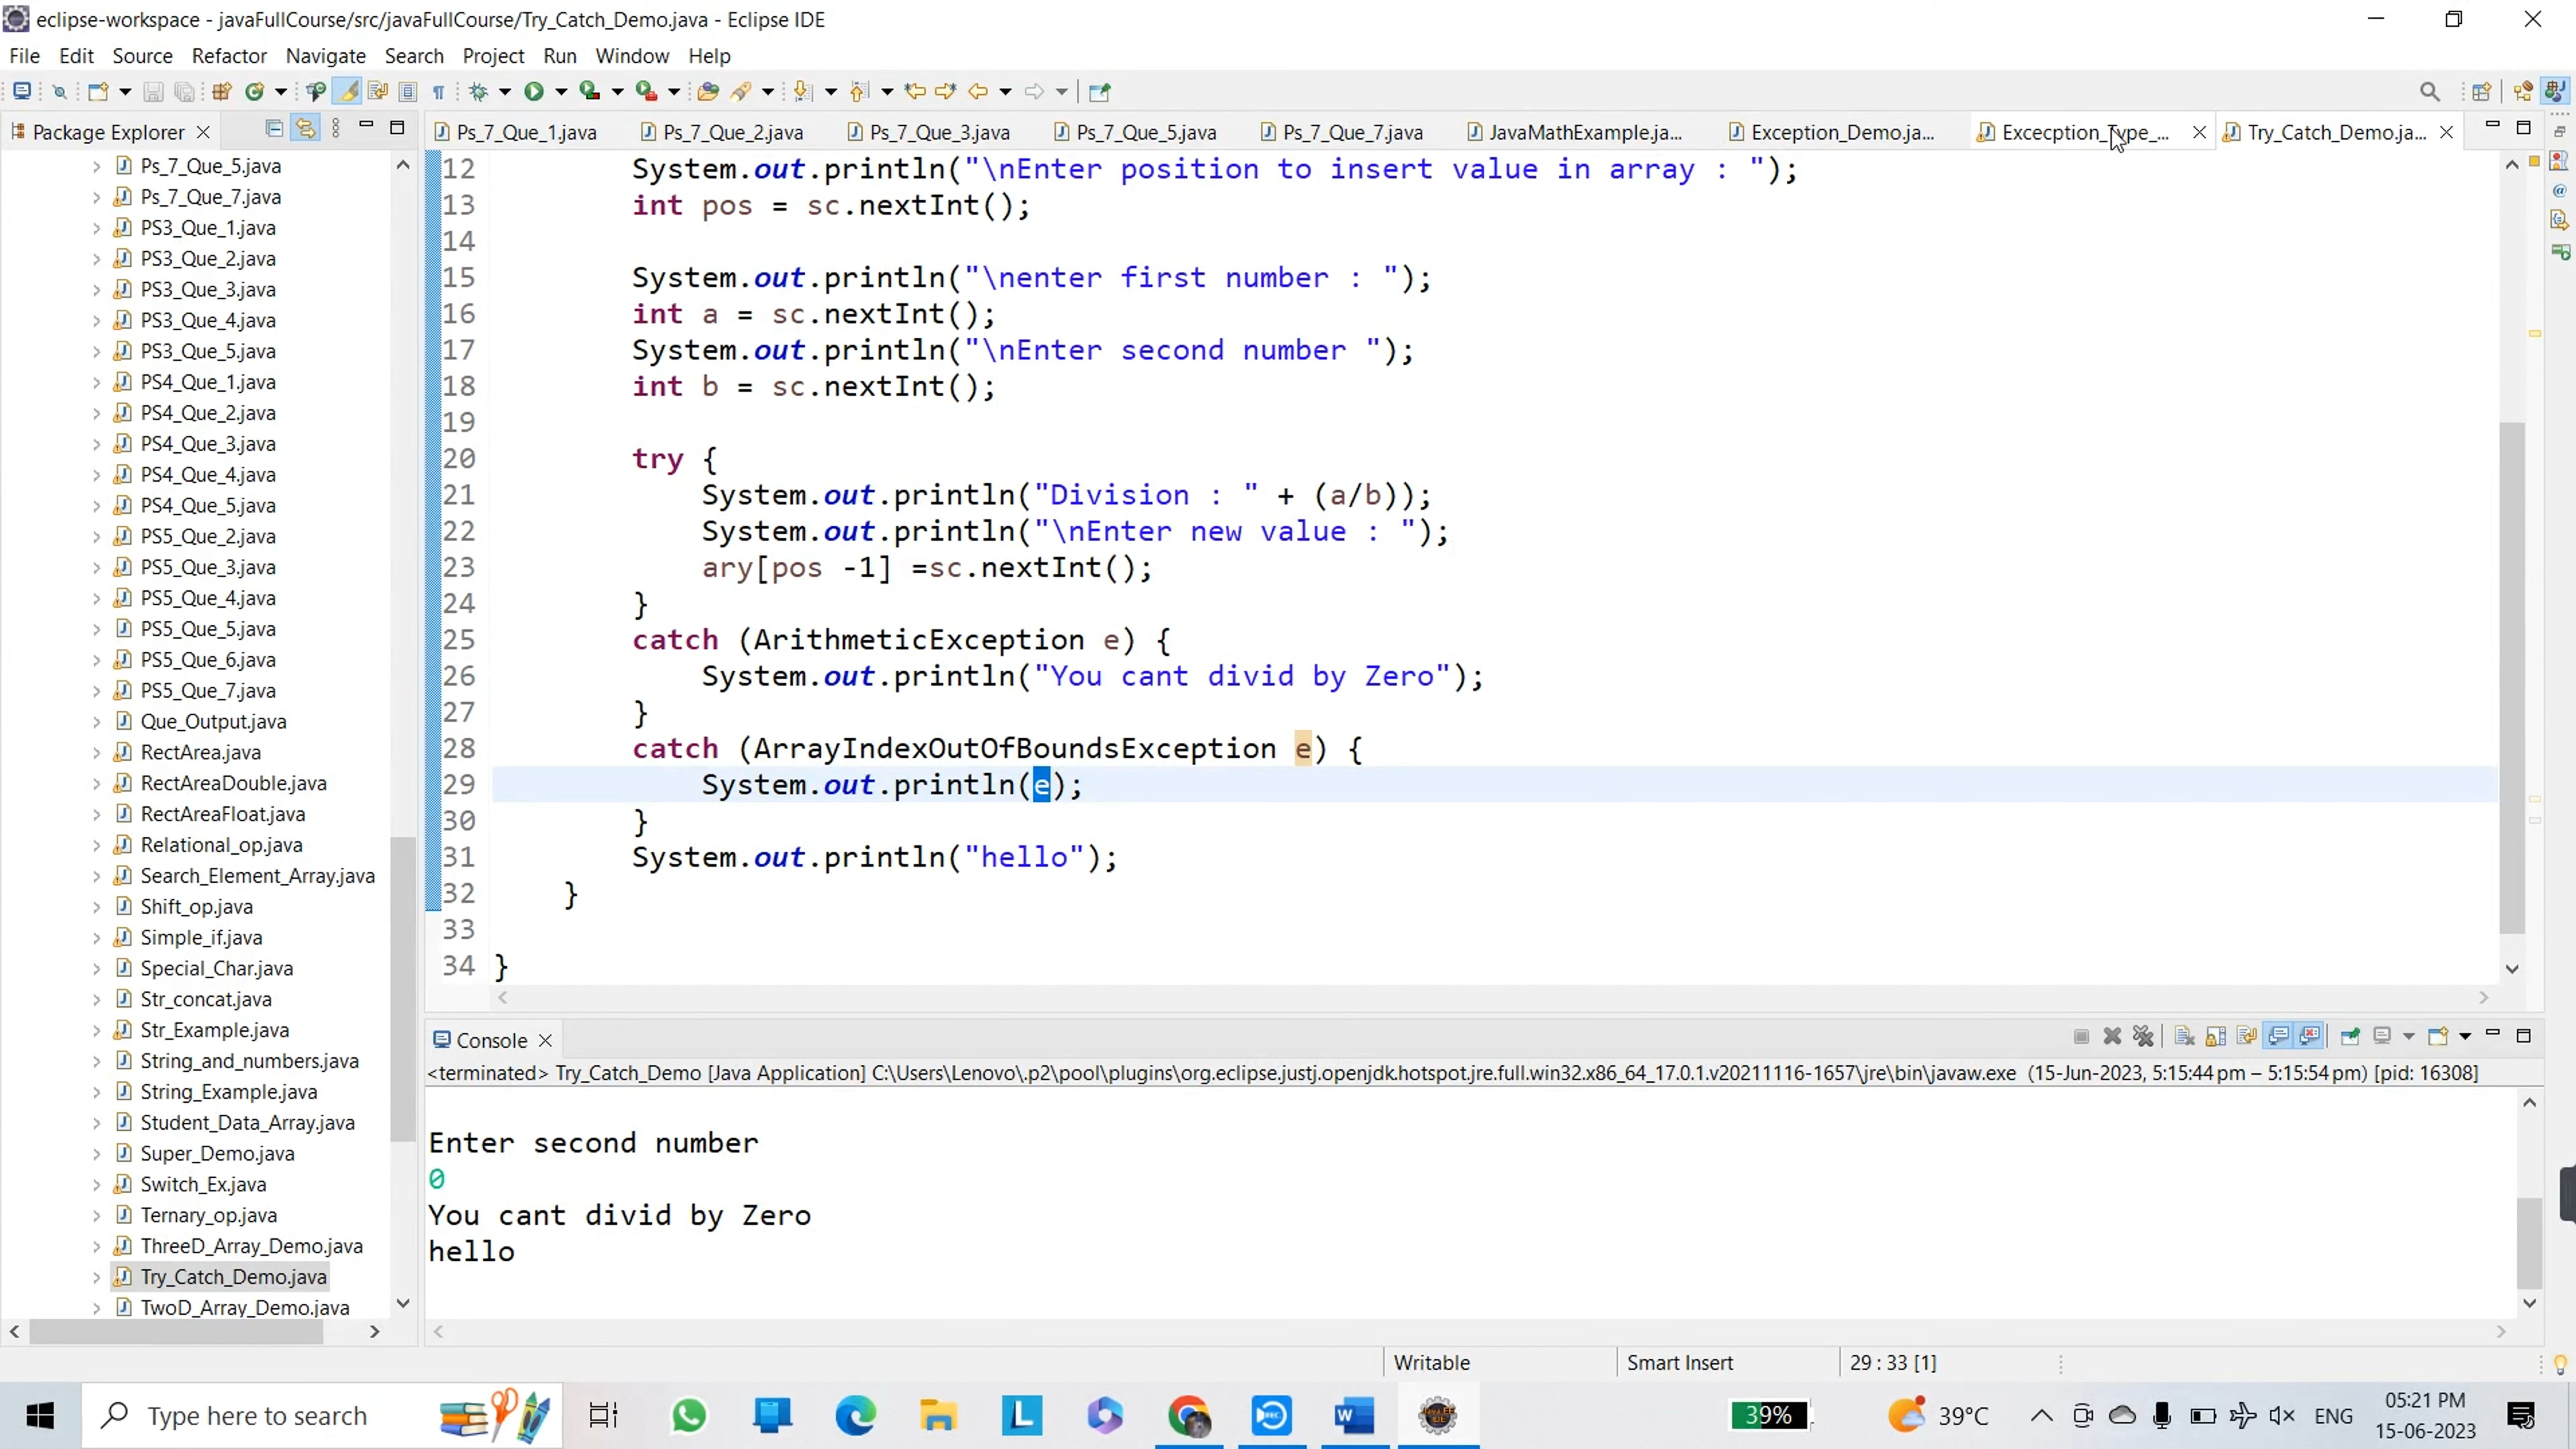 eclipse-workspace - javaFullCourse/src/javaFullCourse/Try_Catch_Demo.java - Eclipse IDE
File Edit Source Refactor Navigate Search Project Run Window Help
Package Explorer
Ps_7_Que_1.java Ps_7_Que_2.java Ps_7_Que_3.java Ps_7_Que_5.java Ps_7_Que_7.java JavaMathExample.ja... Exception_Demo.ja... Excecption_Type_... Try_Catch_Demo.ja...
Ps_7_Que_5.java
Ps_7_Que_7.java
PS3_Que_1.java
PS3_Que_2.java
PS3_Que_3.java
PS3_Que_4.java
PS3_Que_5.java
PS4_Que_1.java
PS4_Que_2.java
PS4_Que_3.java
PS4_Que_4.java
PS4_Que_5.java
PS5_Que_2.java
PS5_Que_3.java
PS5_Que_4.java
PS5_Que_5.java
PS5_Que_6.java
PS5_Que_7.java
Que_Output.java
RectArea.java
RectAreaDouble.java
RectAreaFloat.java
Relational_op.java
Search_Element_Array.java
Shift_op.java
Simple_if.java
Special_Char.java
Str_concat.java
Str_Example.java
String_and_numbers.java
String_Example.java
Student_Data_Array.java
Super_Demo.java
Switch_Ex.java
Ternary_op.java
ThreeD_Array_Demo.java
Try_Catch_Demo.java
TwoD_Array_Demo.java
12 System.out.println("\nEnter position to insert value in array : ");
13 int pos = sc.nextInt();
14
15 System.out.println("\nenter first number : ");
16 int a = sc.nextInt();
17 System.out.println("\nEnter second number ");
18 int b = sc.nextInt();
19
20 try {
21 System.out.println("Division : " + (a/b));
22 System.out.println("\nEnter new value : ");
23 ary[pos -1] =sc.nextInt();
24 }
25 catch (ArithmeticException e) {
26 System.out.println("You cant divid by Zero");
27 }
28 catch (ArrayIndexOutOfBoundsException e) {
29 System.out.println(e);
30 }
31 System.out.println("hello");
32 }
33
34 }
Console
<terminated> Try_Catch_Demo [Java Application] C:\Users\Lenovo\.p2\pool\plugins\org.eclipse.justj.openjdk.hotspot.jre.full.win32.x86_64_17.0.1.v20211116-1657\jre\bin\javaw.exe (15-Jun-2023, 5:15:44 pm – 5:15:54 pm) [pid: 16308]
Enter second number
0
You cant divid by Zero
hello
Writable Smart Insert 29 : 33 [1]
Type here to search
39% 39°C ENG 05:21 PM
15-06-2023